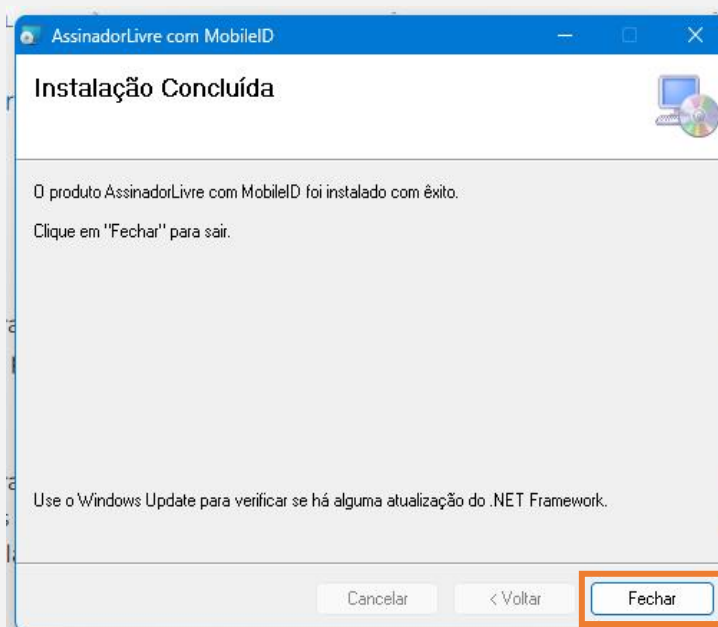 AssinadorLivre com MobileID
Instalação Concluída
O produto AssinadorLivre com MobileID foi instalado com êxito.
Clique em "Fechar" para sair.
Use o Windows Update para verificar se há alguma atualização do .NET Framework.
Cancelar
< Voltar
Fechar